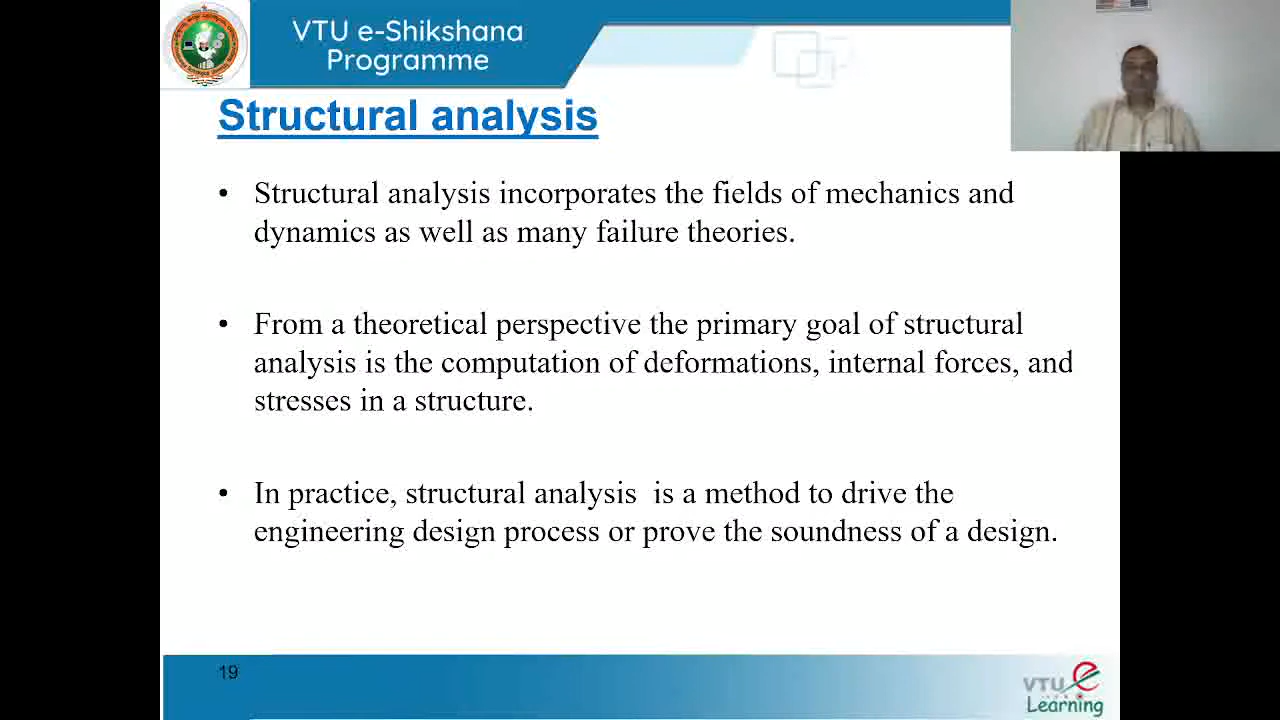 VTU e-Shikshana
Programme
Structural analysis
• Structural analysis incorporates the fields of mechanics and
dynamics as well as many failure theories.
• From a theoretical perspective the primary goal of structural
analysis is the computation of deformations, internal forces, and
stresses in a structure.
• In practice, structural analysis  is a method to drive the
engineering design process or prove the soundness of a design.
19
VTU e
Learning